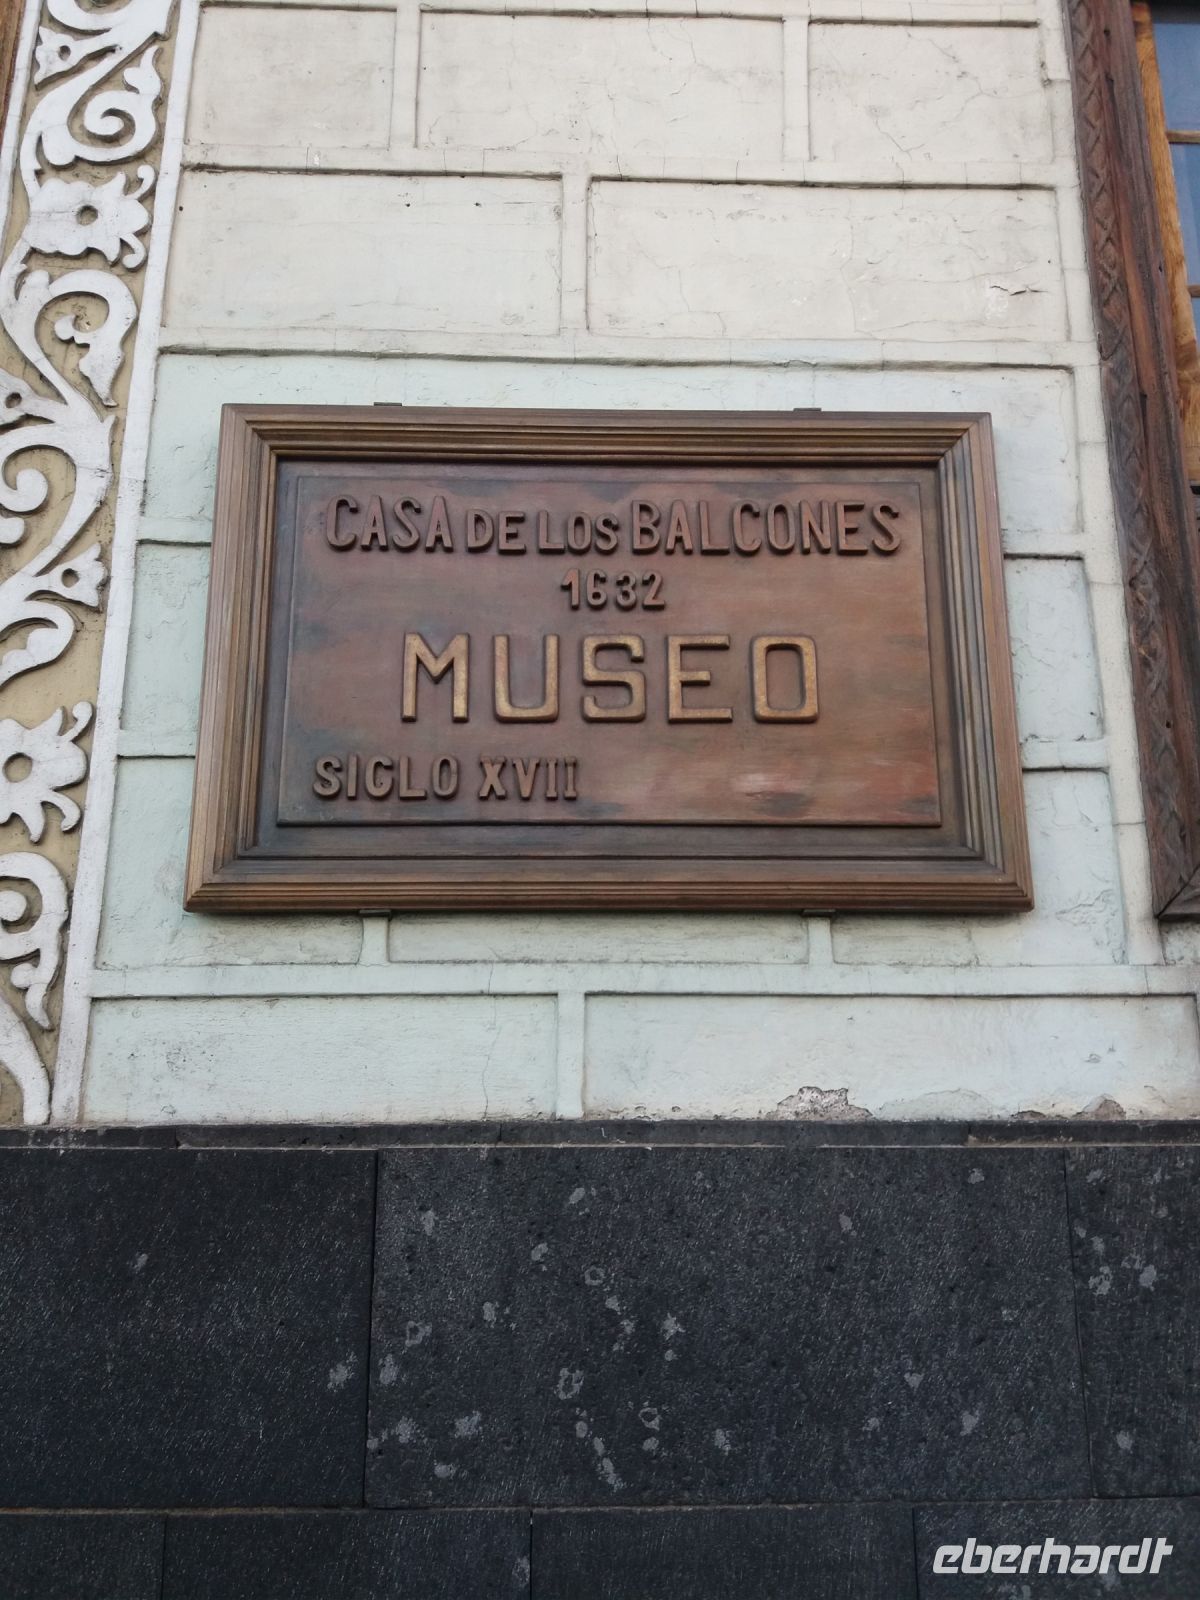 CASA DE LOS BALCONES
1632
MUSEO
SIGLO XVII
eberhardt